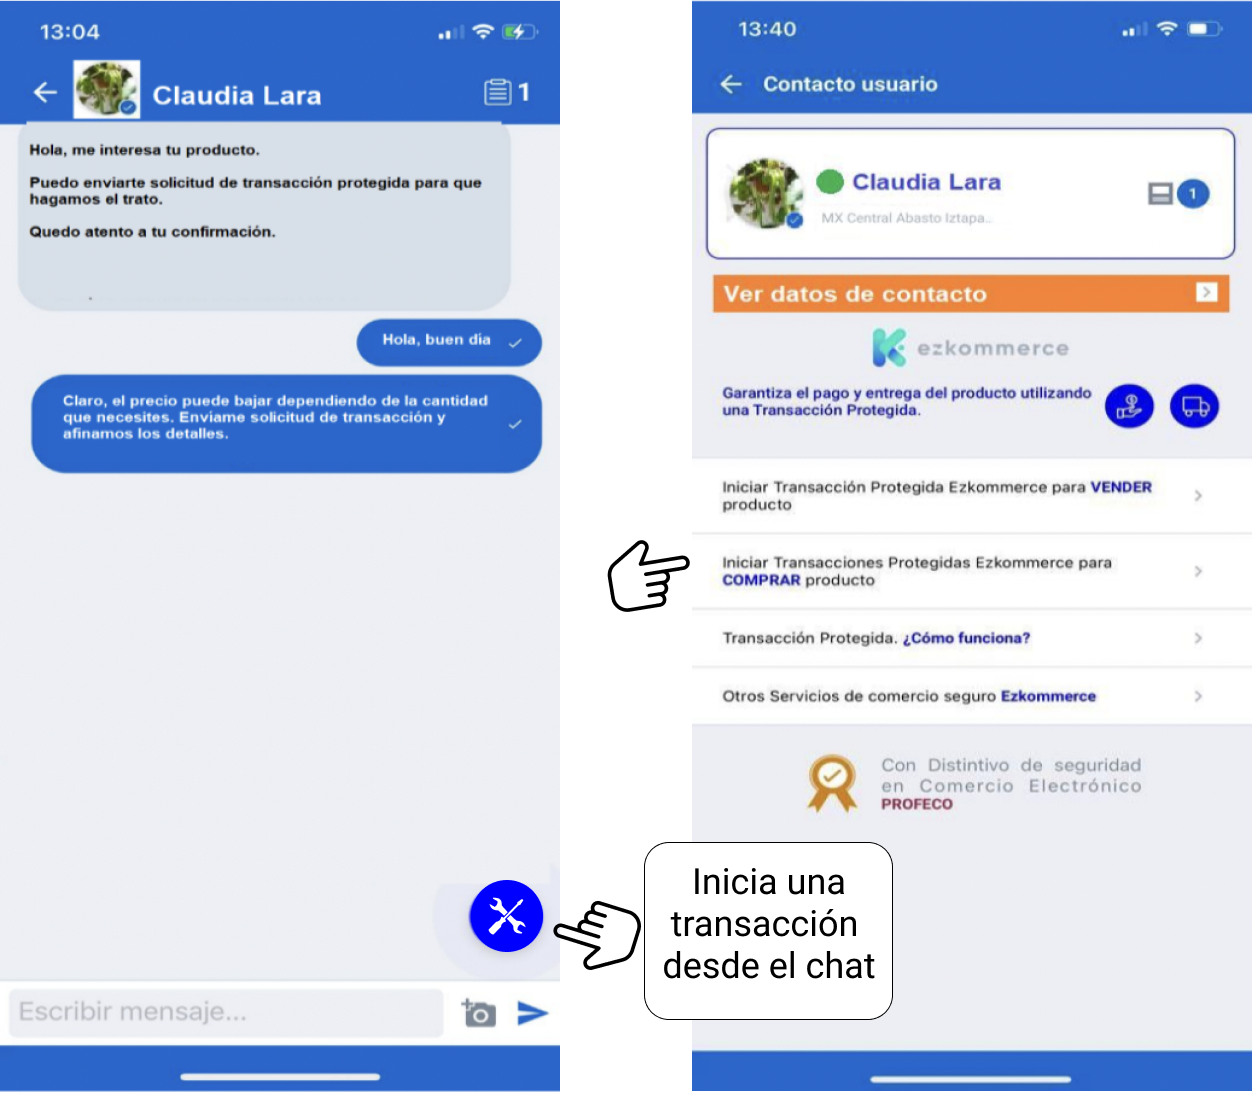 13:04
Claudia Lara
1
Hola, me interesa tu producto.
Puedo enviarte solicitud de transacción protegida para que
hagamos el trato.
Quedo atento a tu confirmación.
Hola, buen día
Claro, el precio puede bajar dependiendo de la cantidad
que necesites. Enviame solicitud de transacción y
afinamos los detalles.
Escribir mensaje...
13:40
Contacto usuario
Claudia Lara
1
MX Central Abasto Iztapa..
Ver datos de contacto
ezkommerce
Garantiza el pago y entrega del producto utilizando
una Transacción Protegida.
Iniciar Transacción Protegida Ezkommerce para VENDER
producto
Iniciar Transacciones Protegidas Ezkommerce para
COMPRAR producto
Transacción Protegida. ¿Cómo funciona?
Otros Servicios de comercio seguro Ezkommerce
Con Distintivo de seguridad
en Comercio Electrónico
PROFECO
Inicia una
transacción
desde el chat